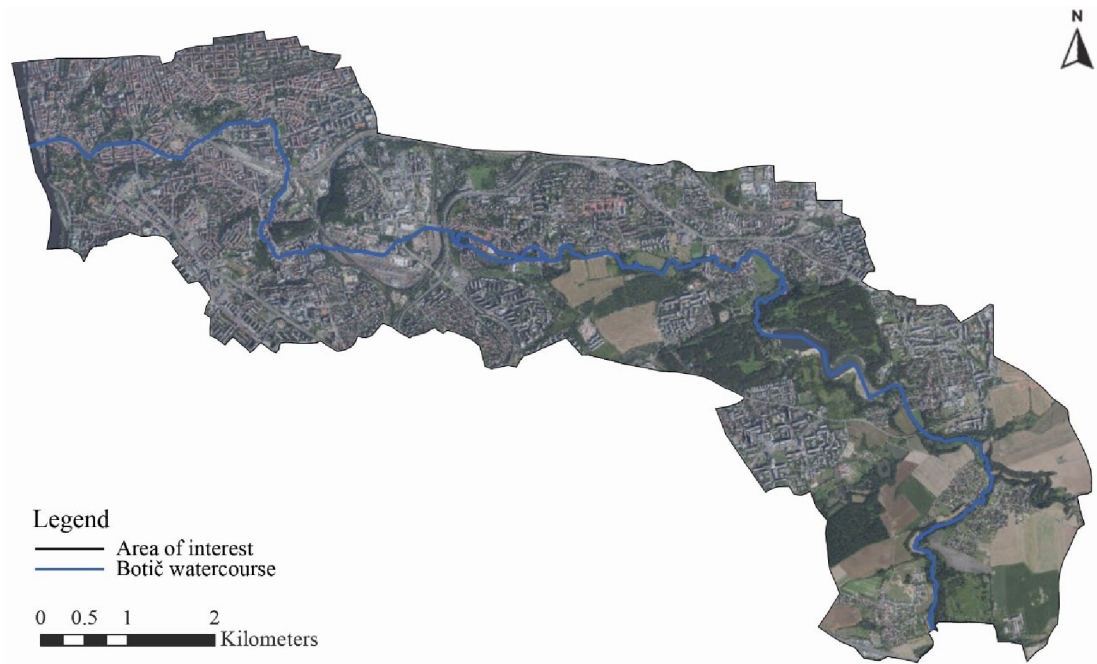 N
Legend
Area of interest
Botič watercourse
0 0.5 1 2
Kilometers